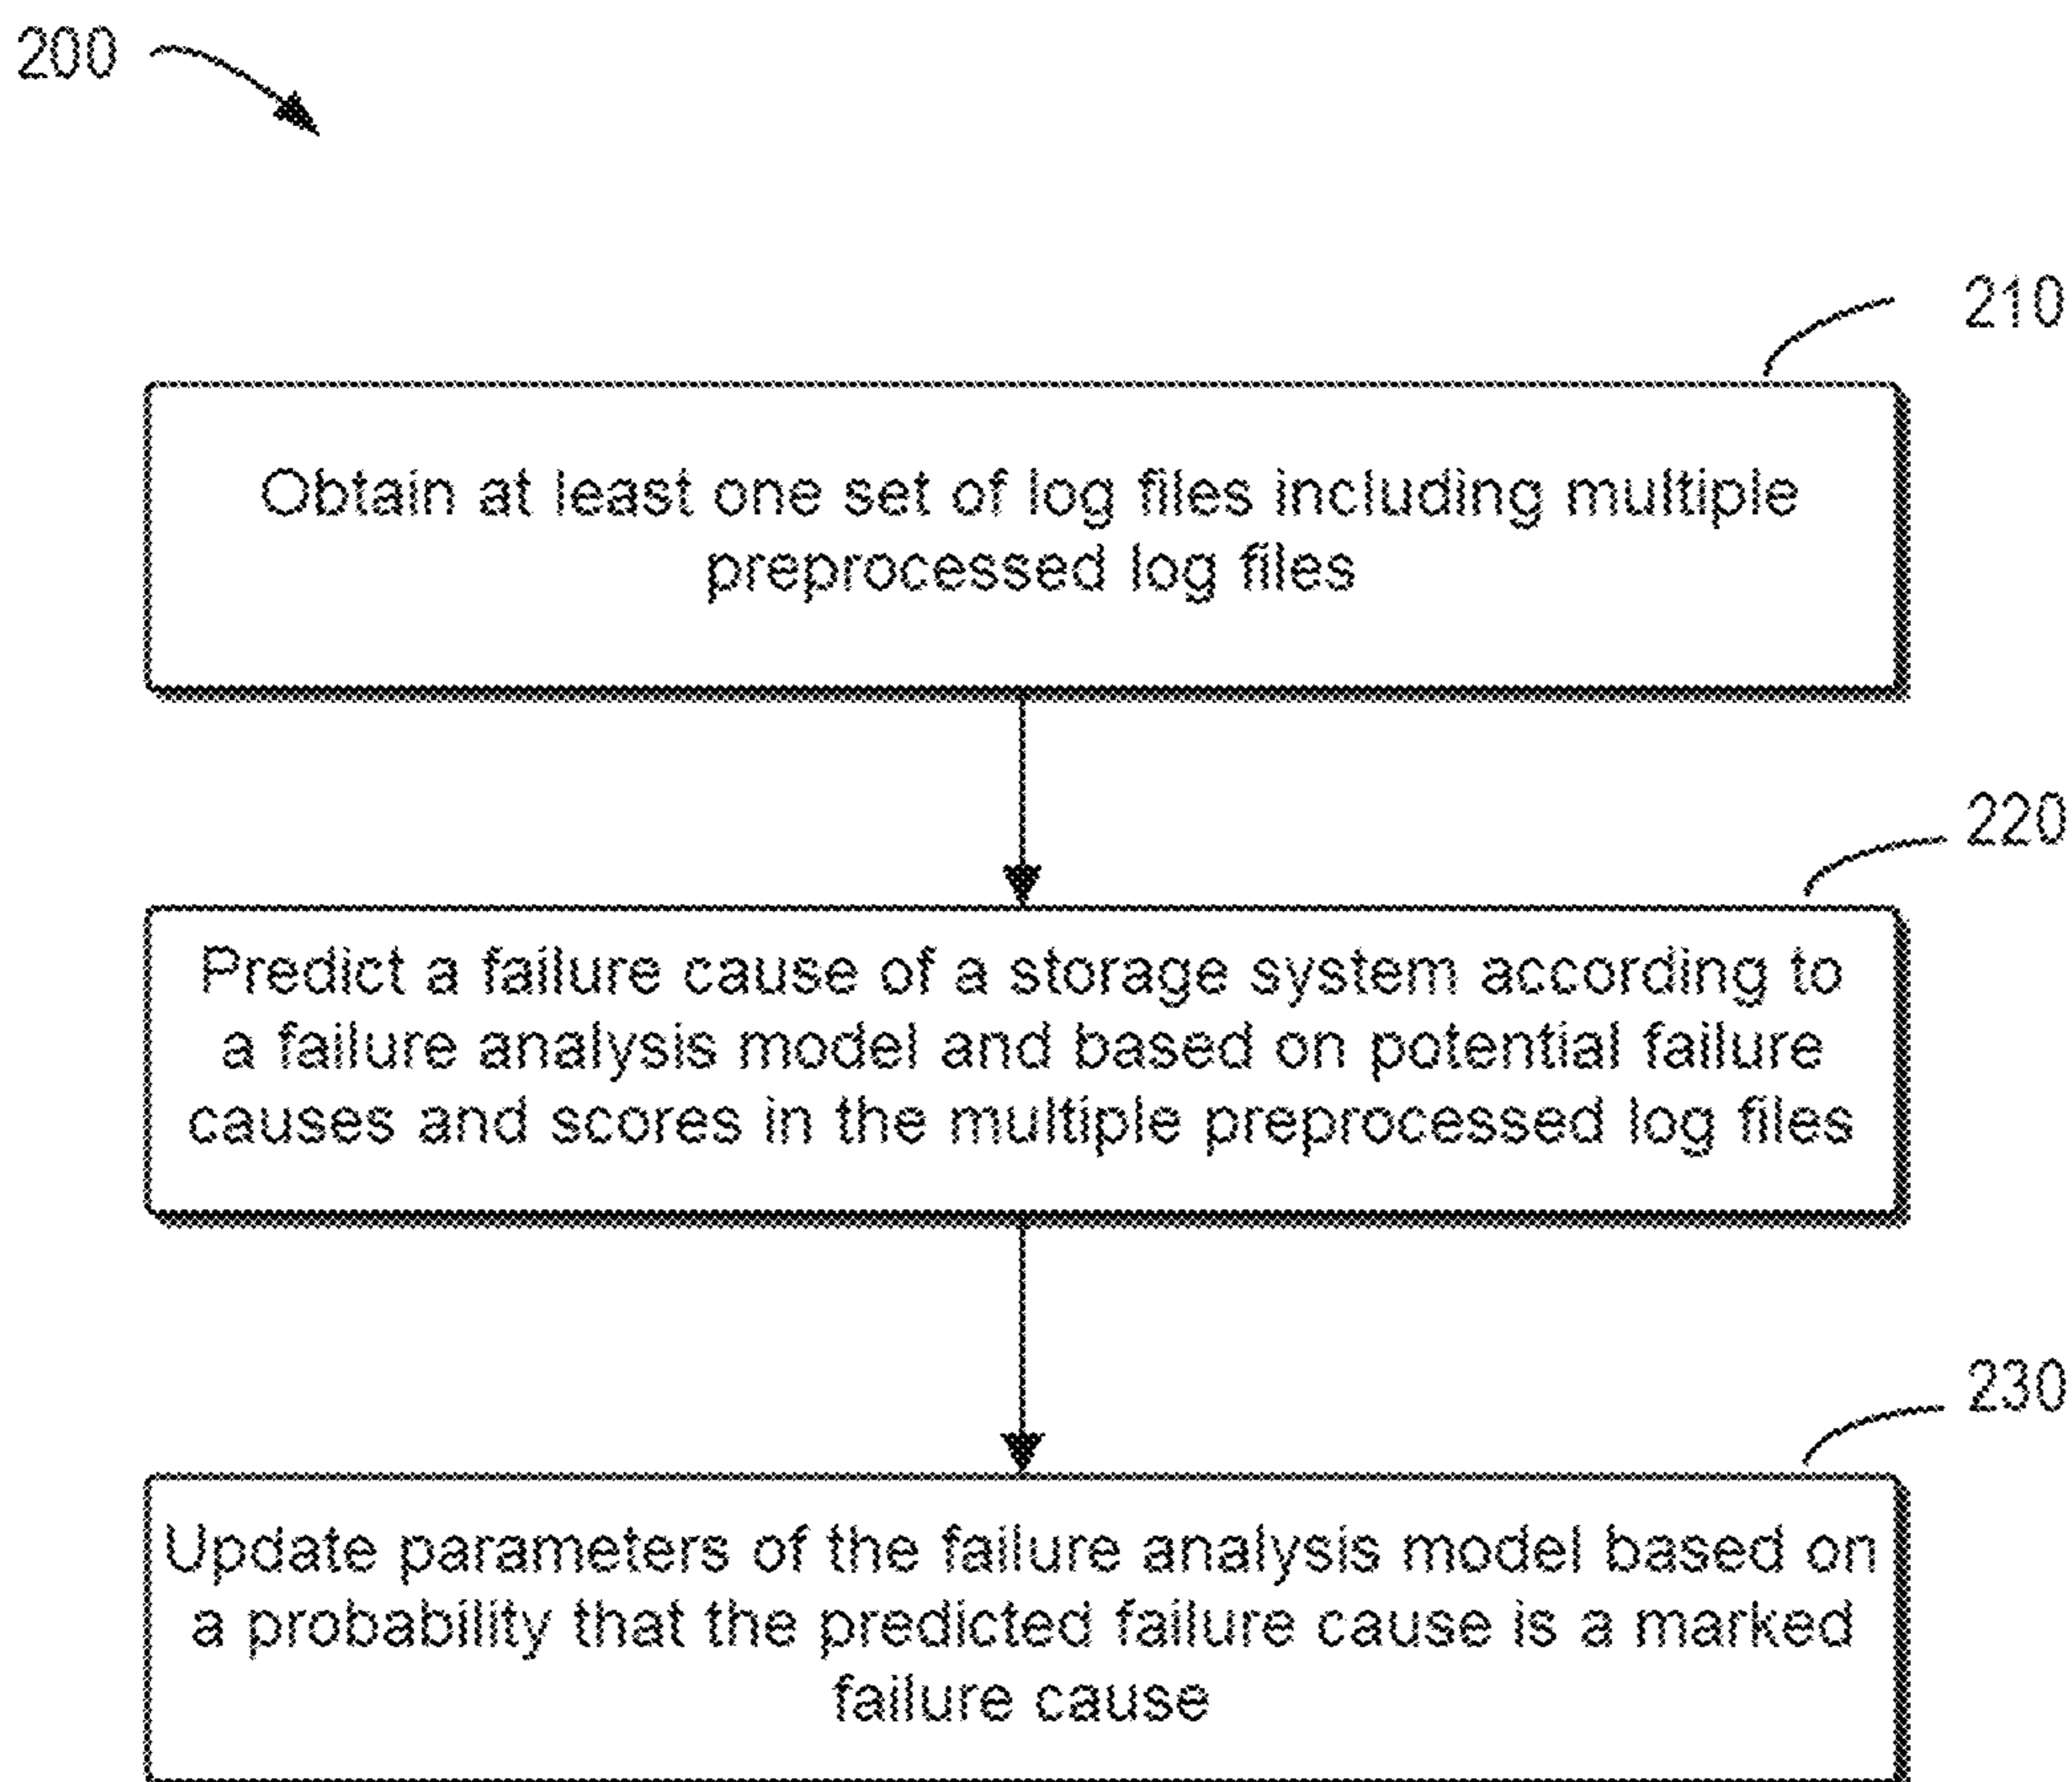 200
210
Obtain at least one set of log files including multiple
preprocessed log files
220
Predict a failure cause of a storage system according to
a failure analysis model and based on potential failure
causes and scores in the multiple preprocessed log files
230
Update parameters of the failure analysis model based on
a probability that the predicted failure cause is a marked
failure cause